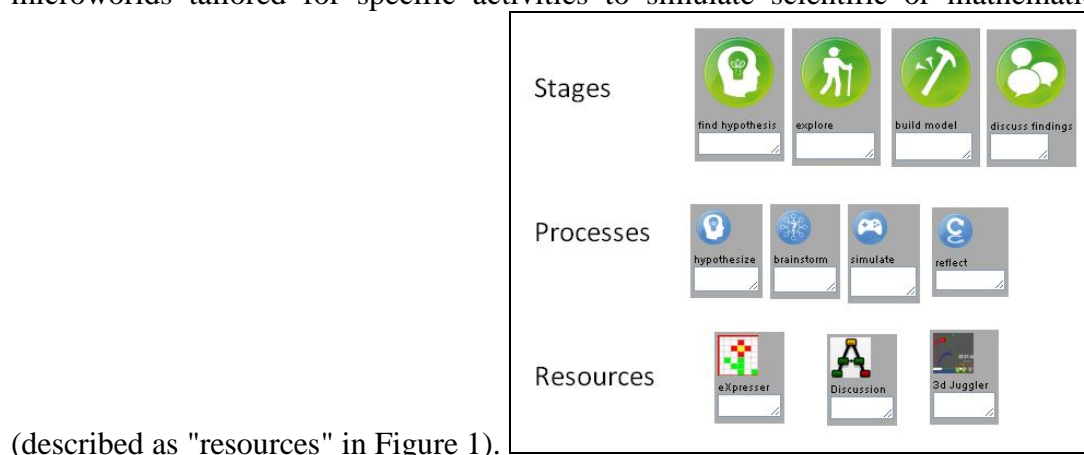 microworlds tailored for specific activities to simulate scientific or mathematic
Stages
find hypothesis explore build model discuss findings
Processes
hypothesize brainstorm simulate reflect
Resources
eXpresser Discussion 3d Juggler
(described as "resources" in Figure 1).